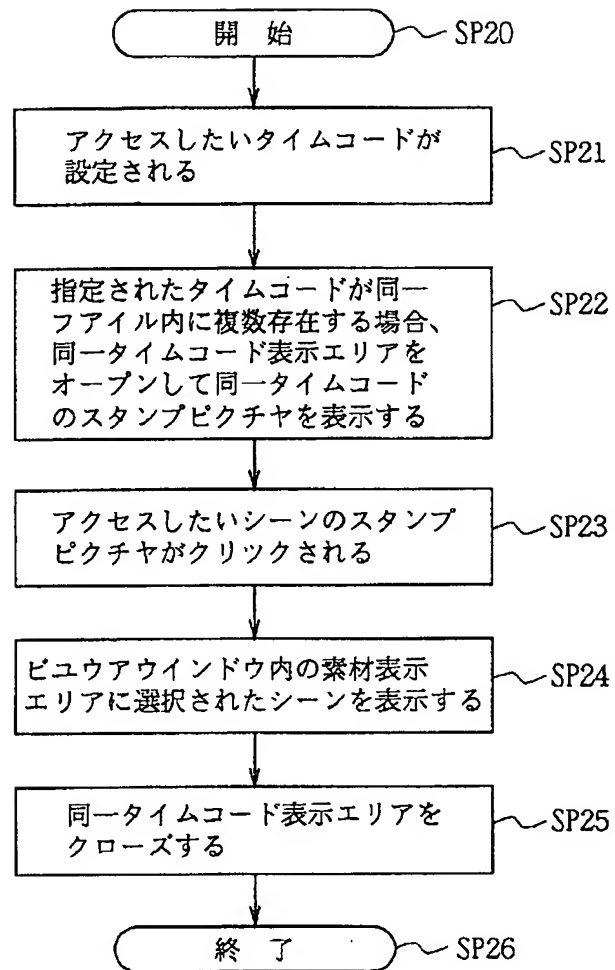 開 始 SP20
アクセスしたいタイムコードが
設定される
SP21
指定されたタイムコードが同一
フアイル内に複数存在する場合、
同一タイムコード表示エリアを
オープンして同一タイムコード
のスタンプピクチヤを表示する
SP22
アクセスしたいシーンのスタンプ
ピクチヤがクリックされる
SP23
ビユウアウインドウ内の素材表示
エリアに選択されたシーンを表示する
SP24
同一タイムコード表示エリアを
クローズする
SP25
終 了 SP26